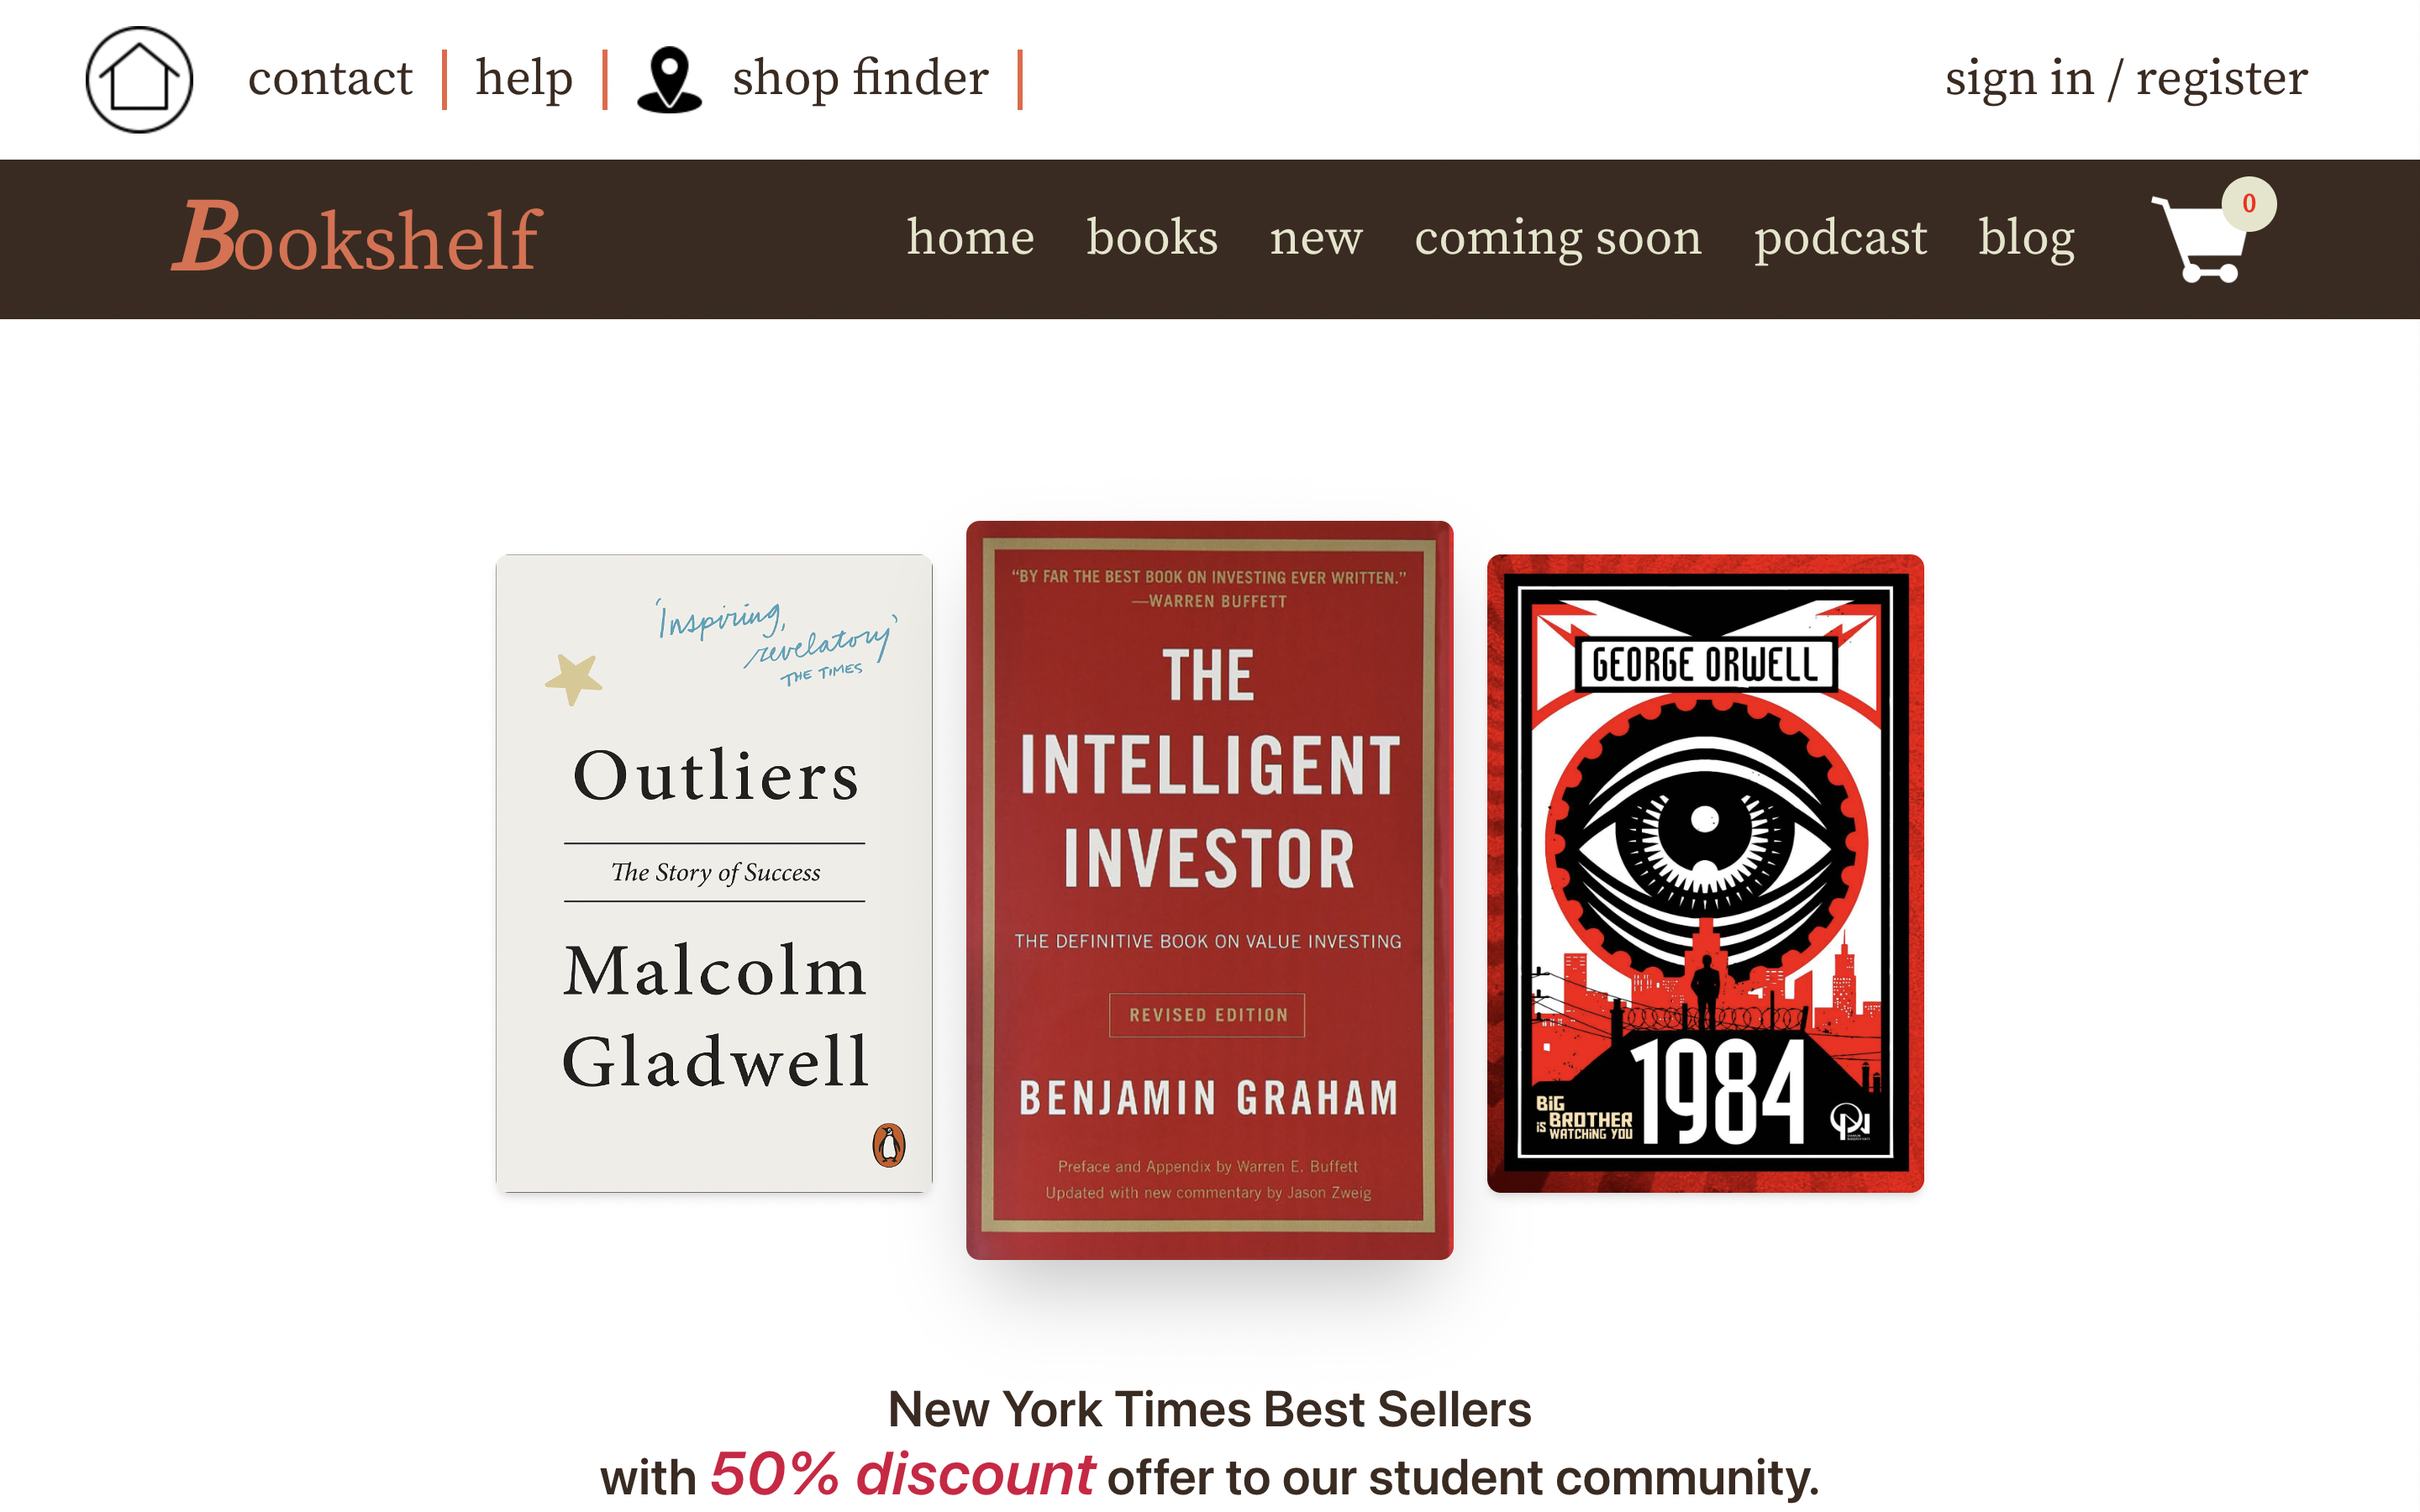 contact help shop finder sign in / register
Bookshelf home books new coming soon podcast blog 0
'Inspiring,
revelatory'
THE TIMES
Outliers
The Story of Success
Malcolm
Gladwell
“BY FAR THE BEST BOOK ON INVESTING EVER WRITTEN.”
—WARREN BUFFETT
THE
INTELLIGENT
INVESTOR
THE DEFINITIVE BOOK ON VALUE INVESTING
REVISED EDITION
BENJAMIN GRAHAM
Preface and Appendix by Warren E. Buffett
Updated with new commentary by Jason Zweig
GEORGE ORWELL
1984
BiG
BROTHER
iS WATCHiNG YOU
New York Times Best Sellers
with 50% discount offer to our student community.